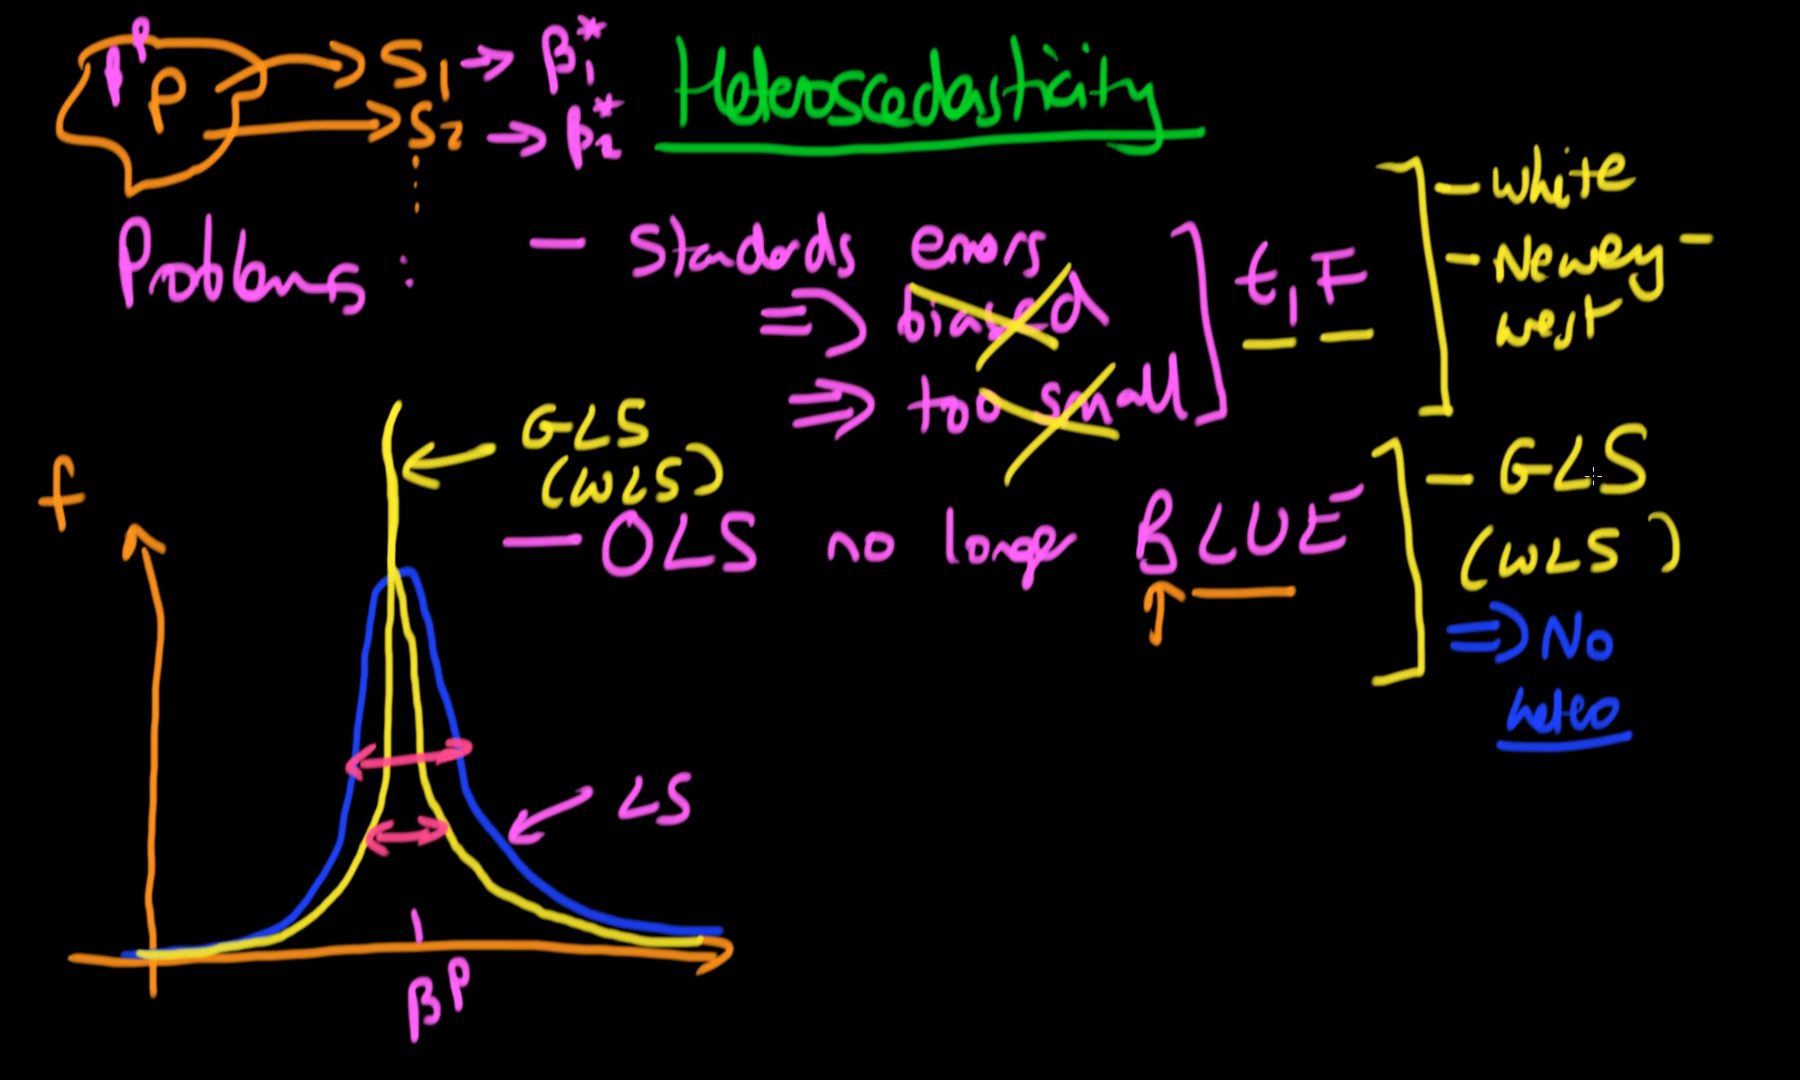 βᵖ
P → S₁ → β₁*
→ S₂ → β₂*
Heteroscedasticity
Problems : - Standards errors
⇒ biased
⇒ too small
t, F
- White
- Newey -
west
f
GLS
(WLS)
- OLS no longer BLUE
- GLS
(WLS)
⇒ No
hetero
LS
βᵖ